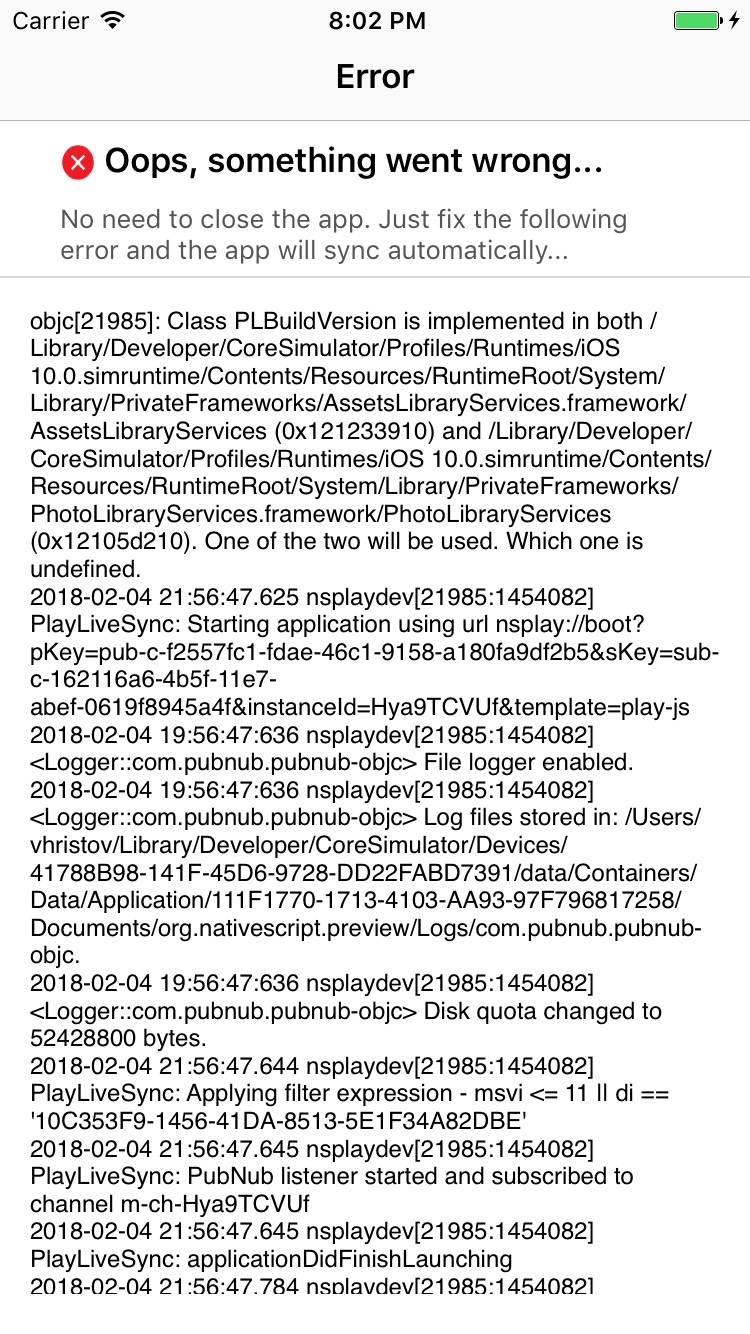 Carrier 8:02 PM
Error
Oops, something went wrong...
No need to close the app. Just fix the following
error and the app will sync automatically...
objc[21985]: Class PLBuildVersion is implemented in both /
Library/Developer/CoreSimulator/Profiles/Runtimes/iOS
10.0.simruntime/Contents/Resources/RuntimeRoot/System/
Library/PrivateFrameworks/AssetsLibraryServices.framework/
AssetsLibraryServices (0x121233910) and /Library/Developer/
CoreSimulator/Profiles/Runtimes/iOS 10.0.simruntime/Contents/
Resources/RuntimeRoot/System/Library/PrivateFrameworks/
PhotoLibraryServices.framework/PhotoLibraryServices
(0x12105d210). One of the two will be used. Which one is
undefined.
2018-02-04 21:56:47.625 nsplaydev[21985:1454082]
PlayLiveSync: Starting application using url nsplay://boot?
pKey=pub-c-f2557fc1-fdae-46c1-9158-a180fa9df2b5&sKey=sub-
c-162116a6-4b5f-11e7-
abef-0619f8945a4f&instanceId=Hya9TCVUf&template=play-js
2018-02-04 19:56:47:636 nsplaydev[21985:1454082]
<Logger::com.pubnub.pubnub-objc> File logger enabled.
2018-02-04 19:56:47:636 nsplaydev[21985:1454082]
<Logger::com.pubnub.pubnub-objc> Log files stored in: /Users/
vhristov/Library/Developer/CoreSimulator/Devices/
41788B98-141F-45D6-9728-DD22FABD7391/data/Containers/
Data/Application/111F1770-1713-4103-AA93-97F796817258/
Documents/org.nativescript.preview/Logs/com.pubnub.pubnub-
objc.
2018-02-04 19:56:47:636 nsplaydev[21985:1454082]
<Logger::com.pubnub.pubnub-objc> Disk quota changed to
52428800 bytes.
2018-02-04 21:56:47.644 nsplaydev[21985:1454082]
PlayLiveSync: Applying filter expression - msvi <= 11 || di ==
'10C353F9-1456-41DA-8513-5E1F34A82DBE'
2018-02-04 21:56:47.645 nsplaydev[21985:1454082]
PlayLiveSync: PubNub listener started and subscribed to
channel m-ch-Hya9TCVUf
2018-02-04 21:56:47.645 nsplaydev[21985:1454082]
PlayLiveSync: applicationDidFinishLaunching
2018-02-04 21:56:47.784 nsplaydev[21985:1454082]